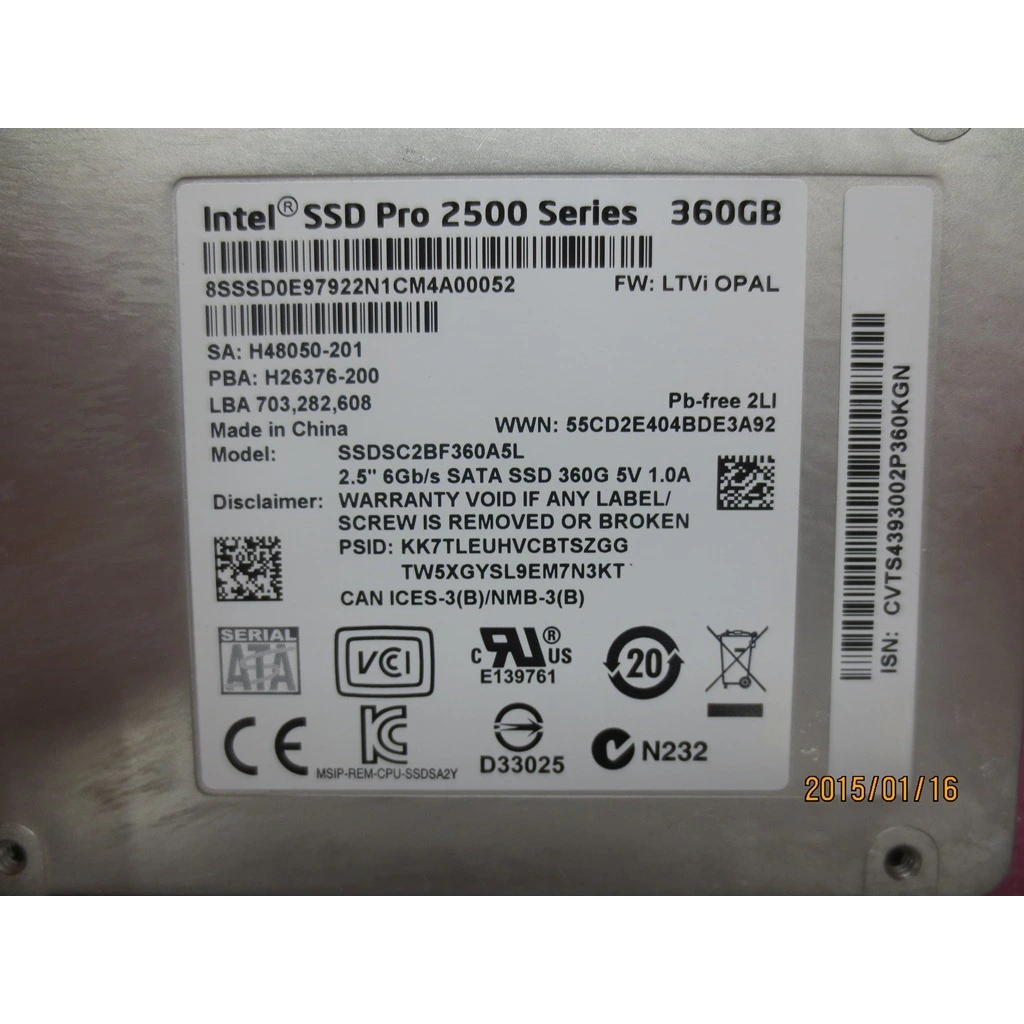 Intel® SSD Pro 2500 Series 360GB
8SSSD0E97922N1CM4A00052 FW: LTVi OPAL
SA: H48050-201
PBA: H26376-200
LBA 703,282,608 Pb-free 2LI
Made in China WWN: 55CD2E404BDE3A92
Model: SSDSC2BF360A5L
2.5" 6Gb/s SATA SSD 360G 5V 1.0A
Disclaimer: WARRANTY VOID IF ANY LABEL/
SCREW IS REMOVED OR BROKEN
PSID: KK7TLEUHVCBTSZGG
TW5XGYSL9EM7N3KT
CAN ICES-3(B)/NMB-3(B)
SERIAL
ATA
VCI
C RU ® US
E139761
20
CE
KC
MSIP-REM-CPU-SSDSA2Y
D33025
N232
ISN: CVTS4393002P360KGN
2015/01/16